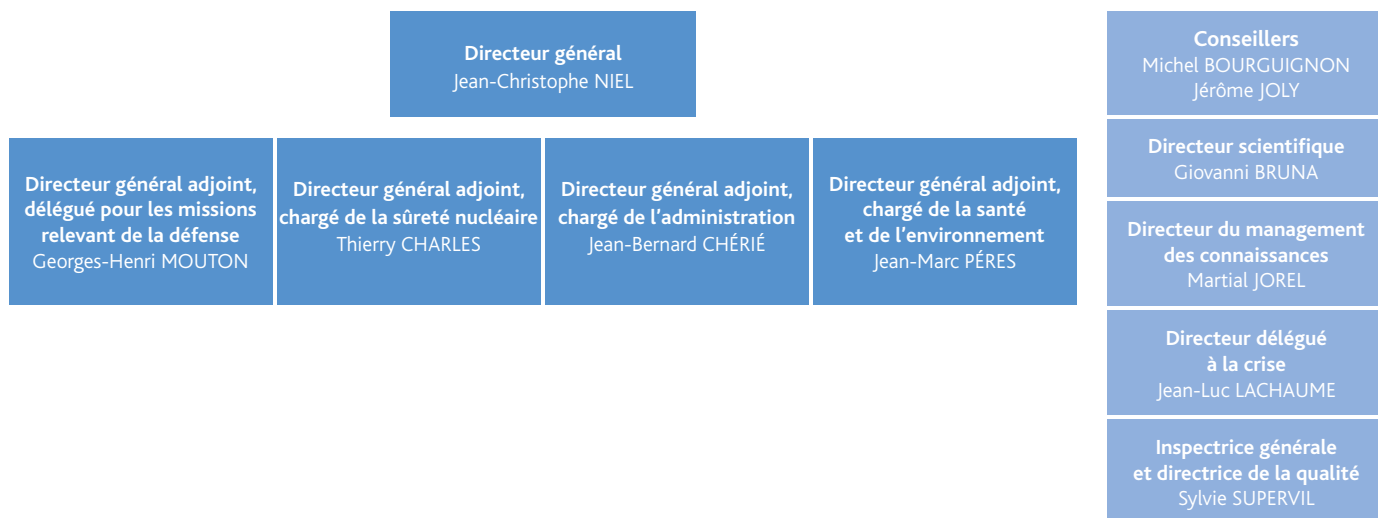 Directeur général
Jean-Christophe NIEL
Directeur général adjoint,
délégué pour les missions
relevant de la défense
Georges-Henri MOUTON
Directeur général adjoint,
chargé de la sûreté nucléaire
Thierry CHARLES
Directeur général adjoint,
chargé de l’administration
Jean-Bernard CHÉRIÉ
Directeur général adjoint,
chargé de la santé
et de l’environnement
Jean-Marc PÉRES
Conseillers
Michel BOURGUIGNON
Jérôme JOLY
Directeur scientifique
Giovanni BRUNA
Directeur du management
des connaissances
Martial JOREL
Directeur délégué
à la crise
Jean-Luc LACHAUME
Inspectrice générale
et directrice de la qualité
Sylvie SUPERVIL